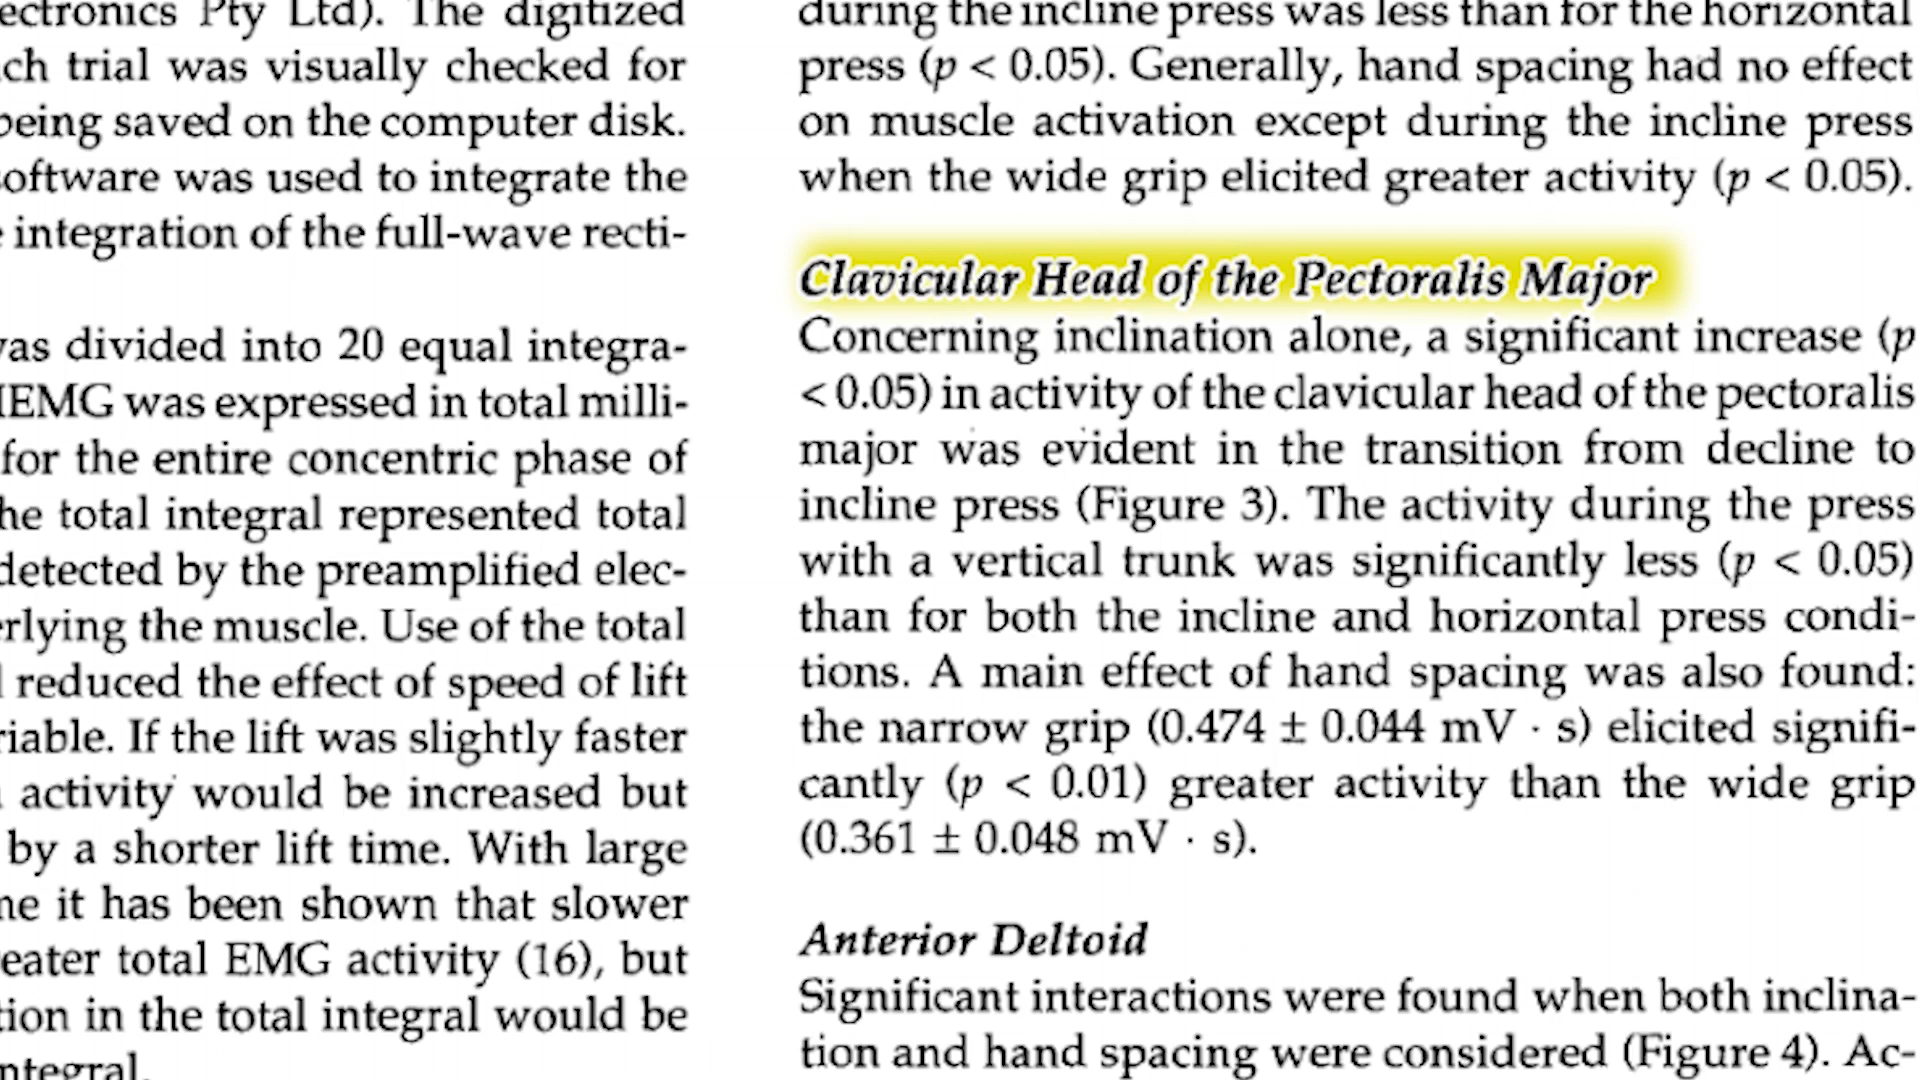 ectronics Pty Ltd). The digitized
ch trial was visually checked for
being saved on the computer disk.
software was used to integrate the
integration of the full-wave recti-
was divided into 20 equal integra-
IEMG was expressed in total milli-
for the entire concentric phase of
he total integral represented total
detected by the preamplified elec-
erlying the muscle. Use of the total
reduced the effect of speed of lift
riable. If the lift was slightly faster
activity would be increased but
by a shorter lift time. With large
me it has been shown that slower
eater total EMG activity (16), but
tion in the total integral would be
ntegral.
during the incline press was less than for the horizontal
press (p < 0.05). Generally, hand spacing had no effect
on muscle activation except during the incline press
when the wide grip elicited greater activity (p < 0.05).
Clavicular Head of the Pectoralis Major
Concerning inclination alone, a significant increase (p
< 0.05) in activity of the clavicular head of the pectoralis
major was evident in the transition from decline to
incline press (Figure 3). The activity during the press
with a vertical trunk was significantly less (p < 0.05)
than for both the incline and horizontal press condi-
tions. A main effect of hand spacing was also found:
the narrow grip (0.474 ± 0.044 mV · s) elicited signifi-
cantly (p < 0.01) greater activity than the wide grip
(0.361 ± 0.048 mV · s).
Anterior Deltoid
Significant interactions were found when both inclina-
tion and hand spacing were considered (Figure 4). Ac-